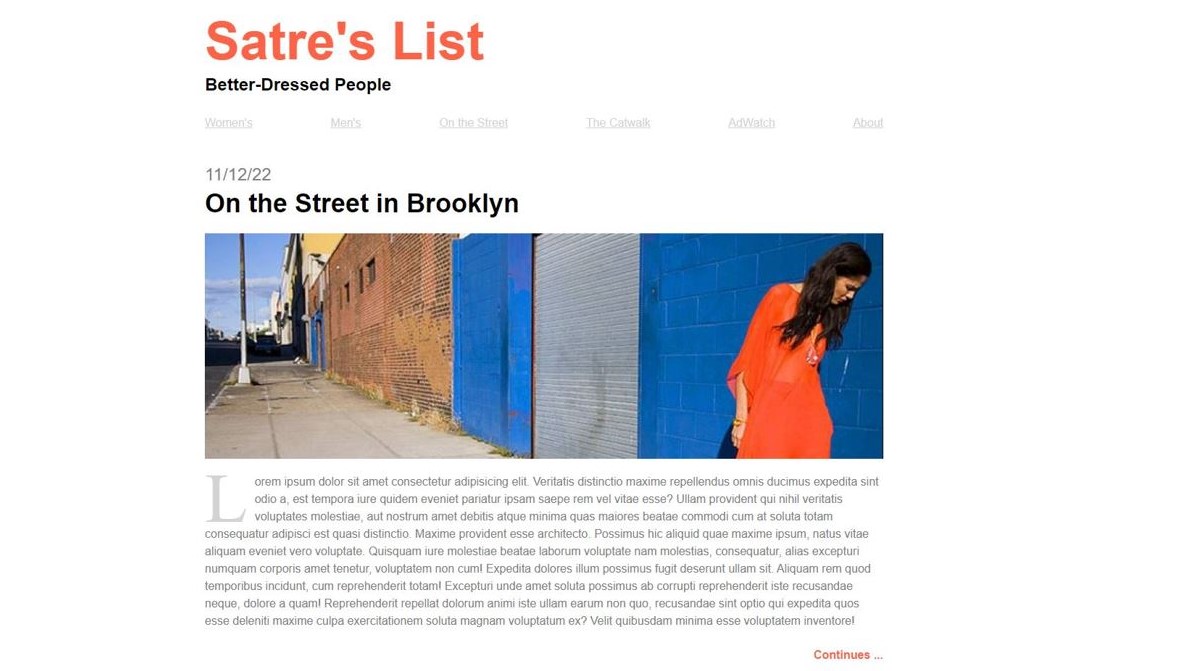 Satre's List
Better-Dressed People
Women's Men's On the Street The Catwalk AdWatch About
11/12/22
On the Street in Brooklyn
Lorem ipsum dolor sit amet consectetur adipisicing elit. Veritatis distinctio maxime repellendus omnis ducimus expedita sint
odio a, est tempora iure quidem eveniet pariatur ipsam saepe rem vel vitae esse? Ullam provident qui nihil veritatis
voluptates molestiae, aut nostrum amet debitis atque minima quas maiores beatae commodi cum at soluta totam
consequatur adipisci est quasi distinctio. Maxime provident esse architecto. Possimus hic aliquid quae maxime ipsum, natus vitae
aliquam eveniet vero voluptate. Quisquam iure molestiae beatae laborum voluptate nam molestias, consequatur, alias excepturi
numquam corporis amet tenetur, voluptatem non cum! Expedita dolores illum possimus fugit deserunt ullam sit. Aliquam rem quod
temporibus incidunt, cum reprehenderit totam! Excepturi unde amet soluta possimus ab corrupti reprehenderit iste recusandae
neque, dolore a quam! Reprehenderit repellat dolorum animi iste ullam earum non quo, recusandae sint optio qui expedita quos
esse deleniti maxime culpa exercitationem soluta magnam voluptatum ex? Velit quibusdam minima esse voluptatem inventore!
Continues ...